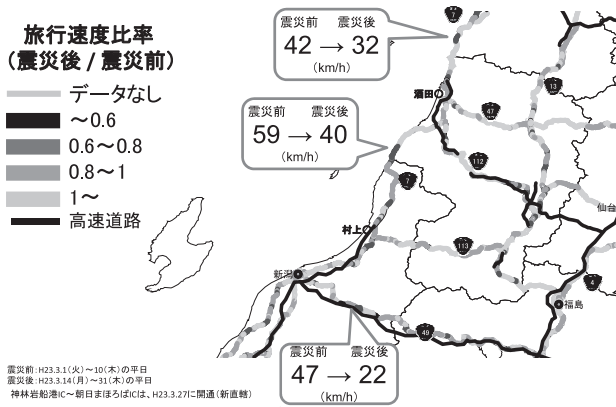 旅行速度比率
(震災後 / 震災前)
データなし
～0.6
0.6～0.8
0.8～1
1～
高速道路
震災前 震災後
42 → 32
(km/h)
7
13
酒田
47
震災前 震災後
59 → 40
(km/h)
112
7
仙台
村上
113
新潟
4
福島
49
震災前 震災後
47 → 22
(km/h)
震災前：H23.3.1(火)～10(木)の平日
震災後：H23.3.14(月)～31(木)の平日
神林岩船港IC～朝日まほろばICは、H23.3.27に開通(新直轄)